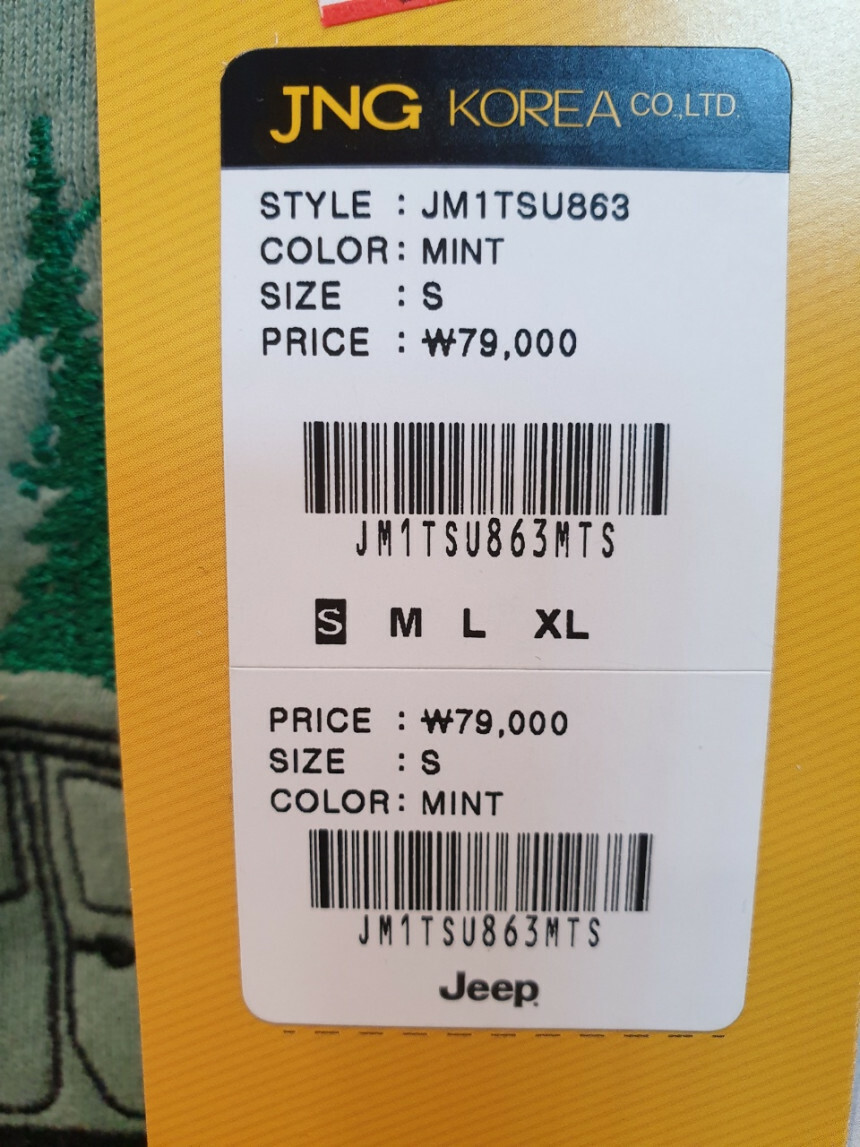 JNG KOREA CO.,LTD.
STYLE : JM1TSU863
COLOR: MINT
SIZE : S
PRICE : ₩79,000
JM1TSU863MTS
S M L XL
PRICE : ₩79,000
SIZE : S
COLOR: MINT
JM1TSU863MTS
Jeep